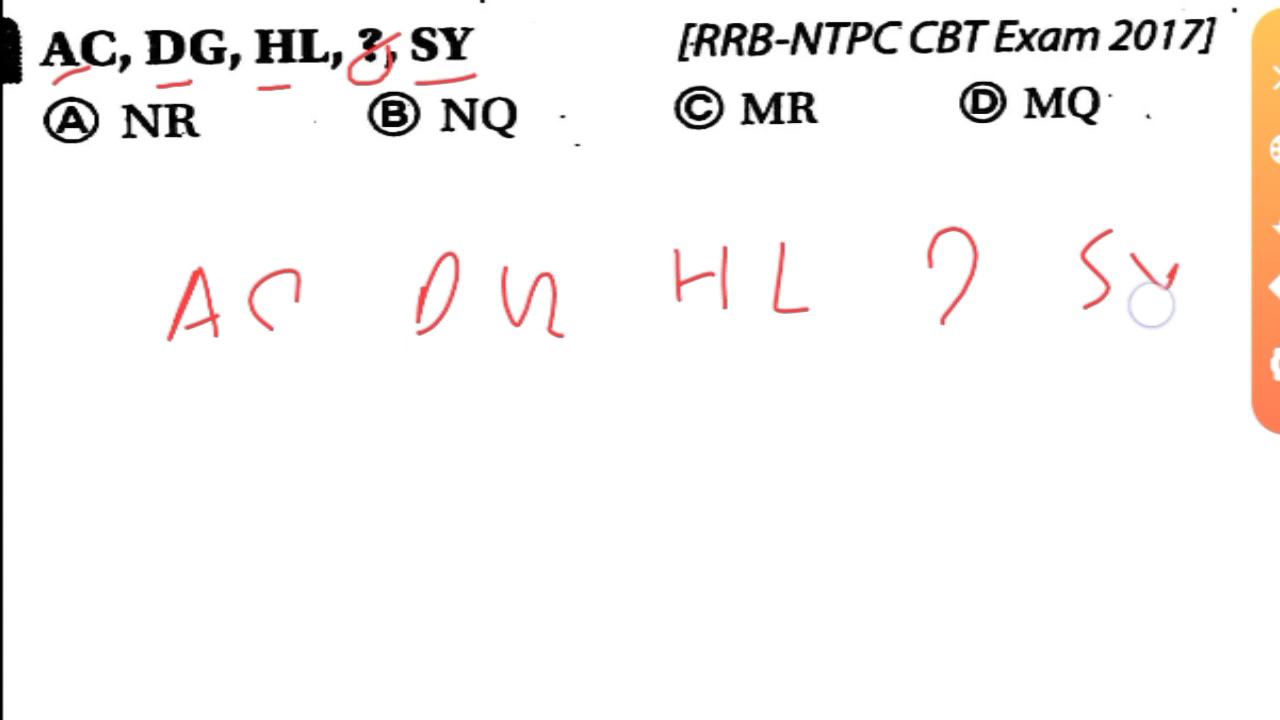 AC, DG, HL, ?, SY [RRB-NTPC CBT Exam 2017]
Ⓐ NR Ⓑ NQ Ⓒ MR Ⓓ MQ
AC DG HL ? SY